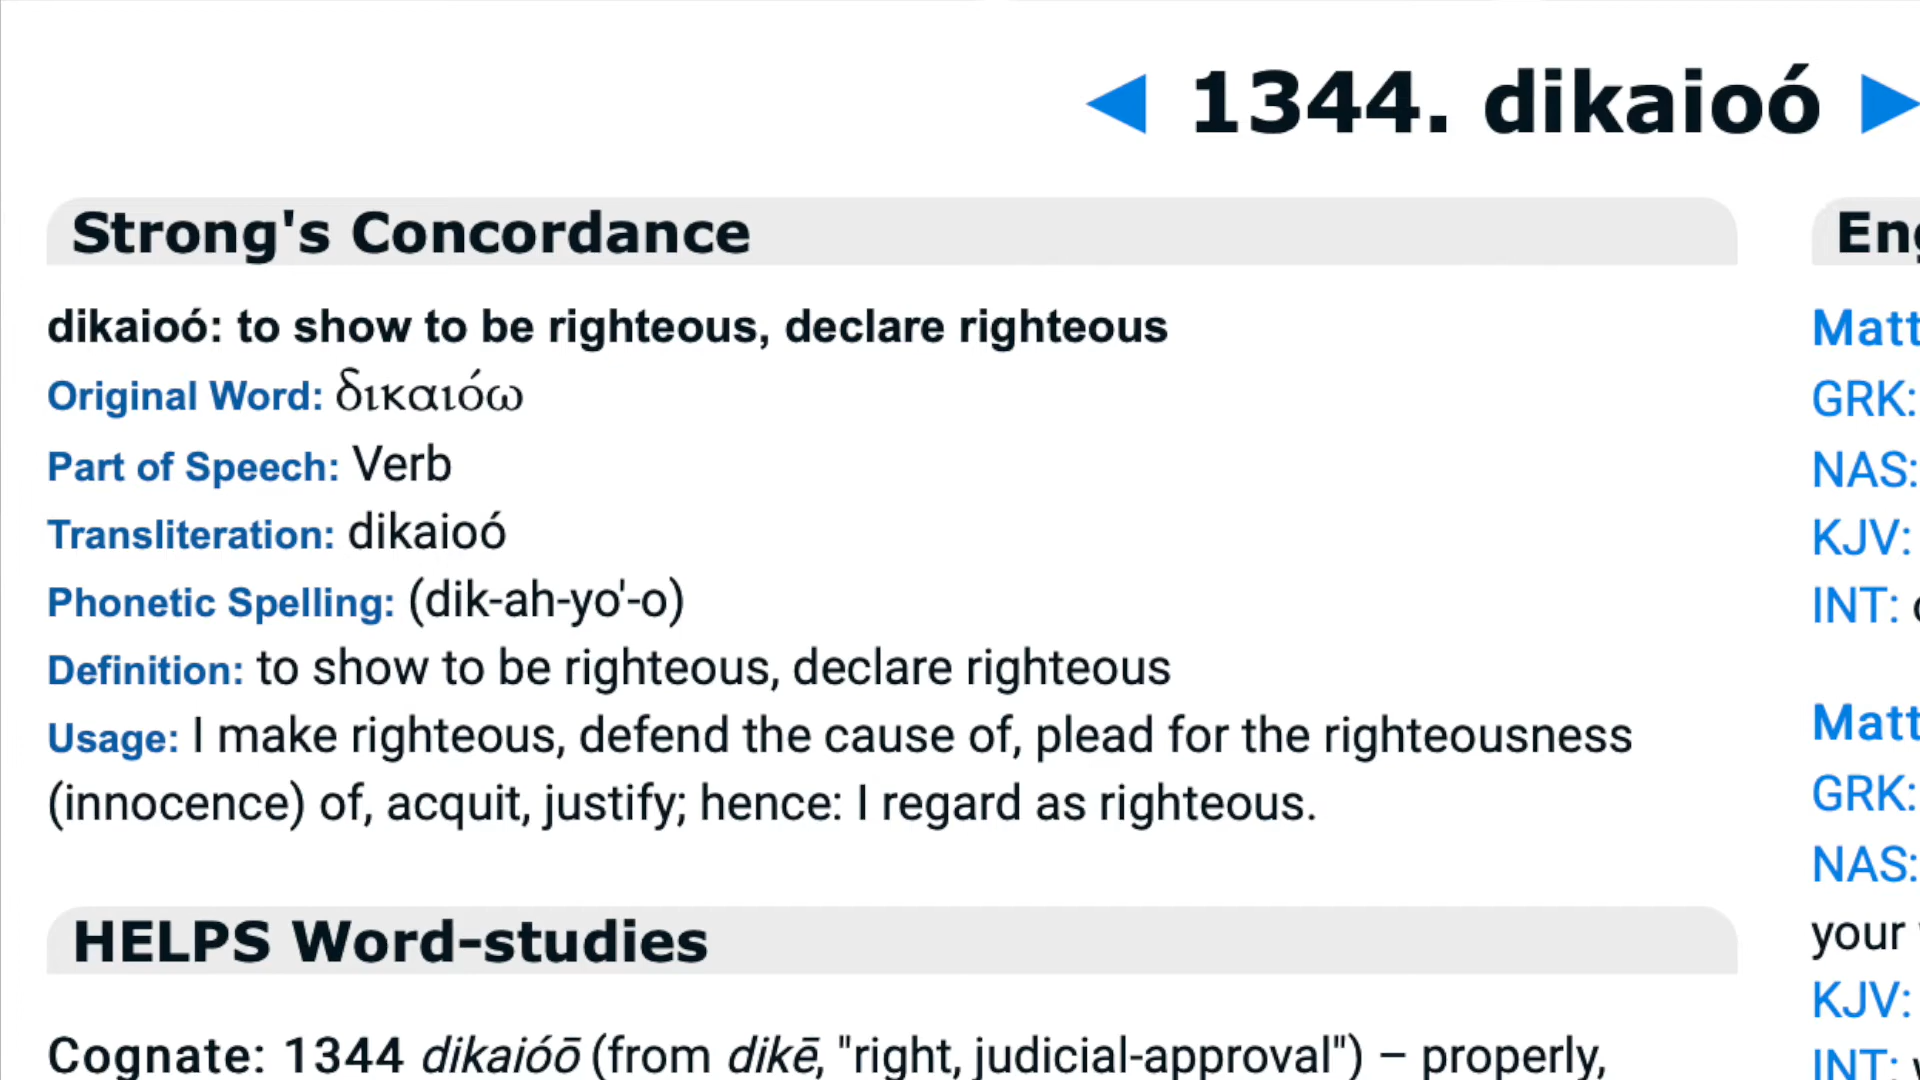 1344. dikaioó
Strong's Concordance
dikaioó: to show to be righteous, declare righteous
Original Word: δικαιόω
Part of Speech: Verb
Transliteration: dikaioó
Phonetic Spelling: (dik-ah-yo'-o)
Definition: to show to be righteous, declare righteous
Usage: I make righteous, defend the cause of, plead for the righteousness
(innocence) of, acquit, justify; hence: I regard as righteous.
HELPS Word-studies
Cognate: 1344 dikaióō (from dikē, "right, judicial-approval") – properly,
Matt
GRK:
NAS:
KJV:
INT:
Matt
GRK:
NAS:
your
KJV:
INT: